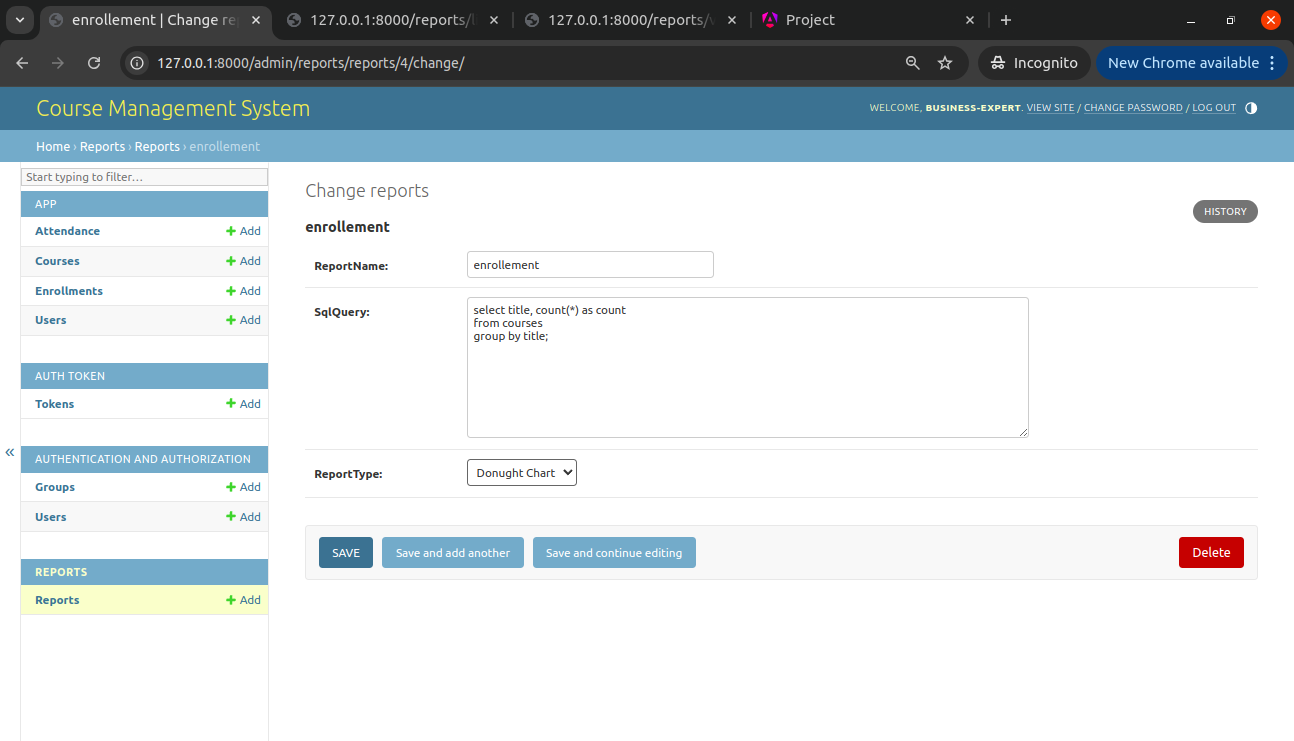 enrollement | Change re
127.0.0.1:8000/reports/
127.0.0.1:8000/reports/
Project
127.0.0.1:8000/admin/reports/reports/4/change/
Incognito
New Chrome available
Course Management System
WELCOME, BUSINESS-EXPERT. VIEW SITE / CHANGE PASSWORD / LOG OUT
Home › Reports › Reports › enrollement
Start typing to filter…
APP
Attendance + Add
Courses + Add
Enrollments + Add
Users + Add
AUTH TOKEN
Tokens + Add
«
AUTHENTICATION AND AUTHORIZATION
Groups + Add
Users + Add
REPORTS
Reports + Add
Change reports
HISTORY
enrollement
ReportName:
enrollement
SqlQuery:
select title, count(*) as count
from courses
group by title;
ReportType:
Donught Chart
SAVE
Save and add another
Save and continue editing
Delete